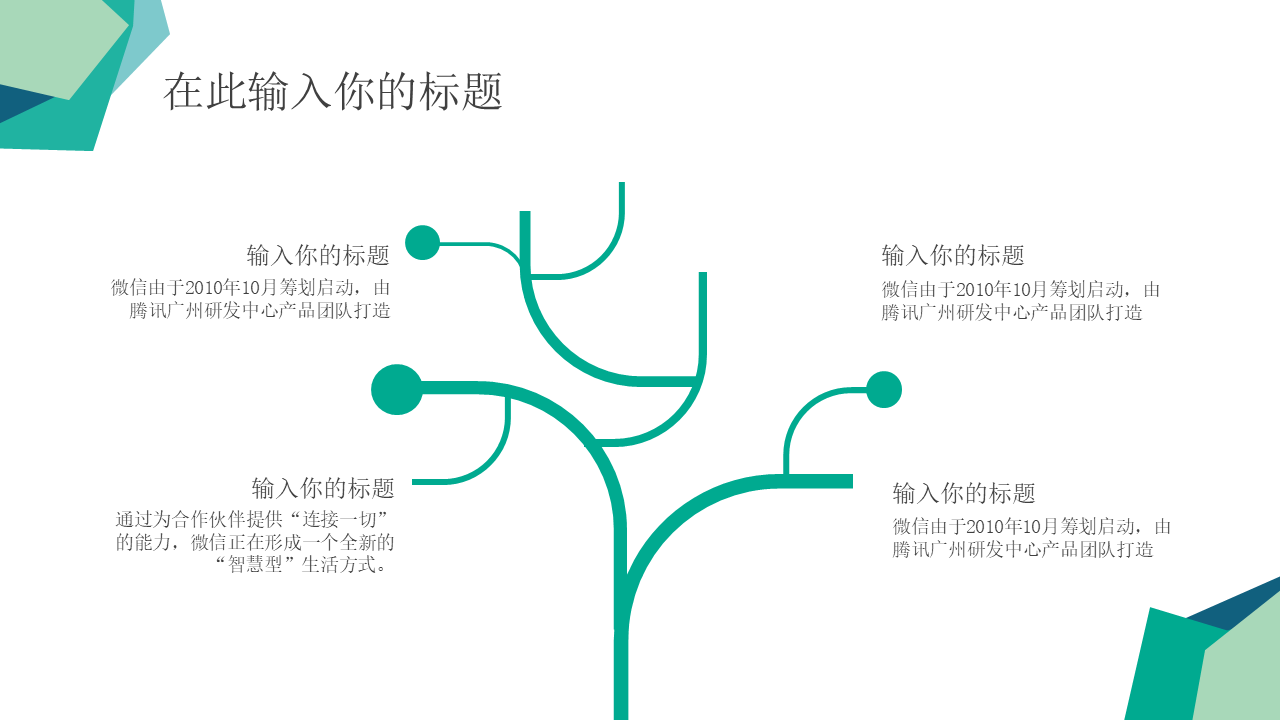 在此输入你的标题
输入你的标题
微信由于2010年10月筹划启动，由
腾讯广州研发中心产品团队打造
输入你的标题
微信由于2010年10月筹划启动，由
腾讯广州研发中心产品团队打造
输入你的标题
通过为合作伙伴提供“连接一切”
的能力，微信正在形成一个全新的
“智慧型”生活方式。
输入你的标题
微信由于2010年10月筹划启动，由
腾讯广州研发中心产品团队打造